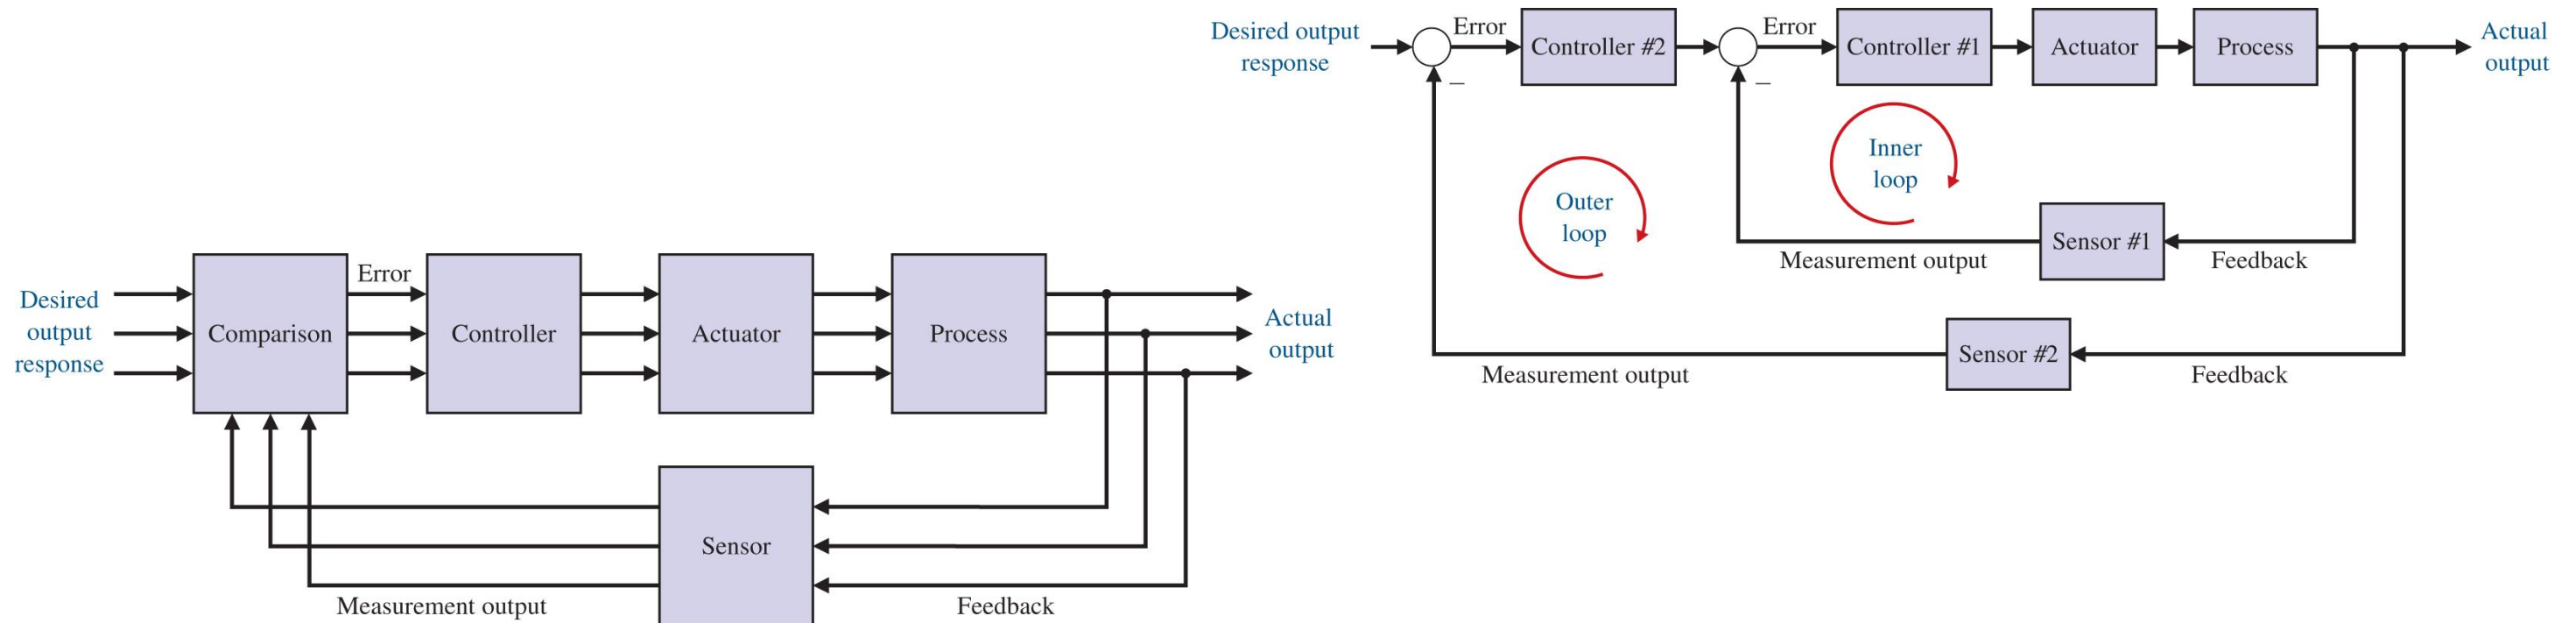 Desired
output
response
Comparison
Error
Controller
Actuator
Process
Actual
output
Sensor
Measurement output
Feedback
Desired output
response
Error
Controller #2
Error
Controller #1
Actuator
Process
Actual
output
–
–
Inner
loop
Outer
loop
Sensor #1
Measurement output
Feedback
Sensor #2
Measurement output
Feedback